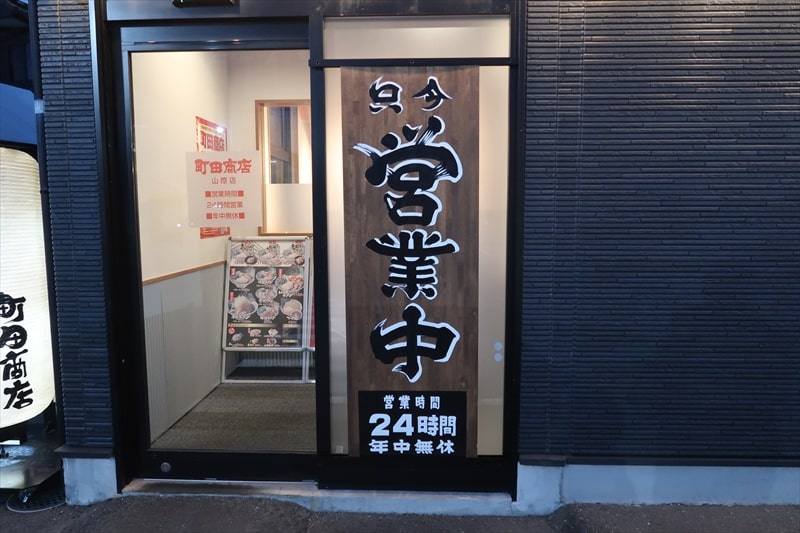 町田商店
山際店
■営業時間■
24時間営業
■年中無休■
只今
営業中
営業時間
24時間
年中無休
町田商店